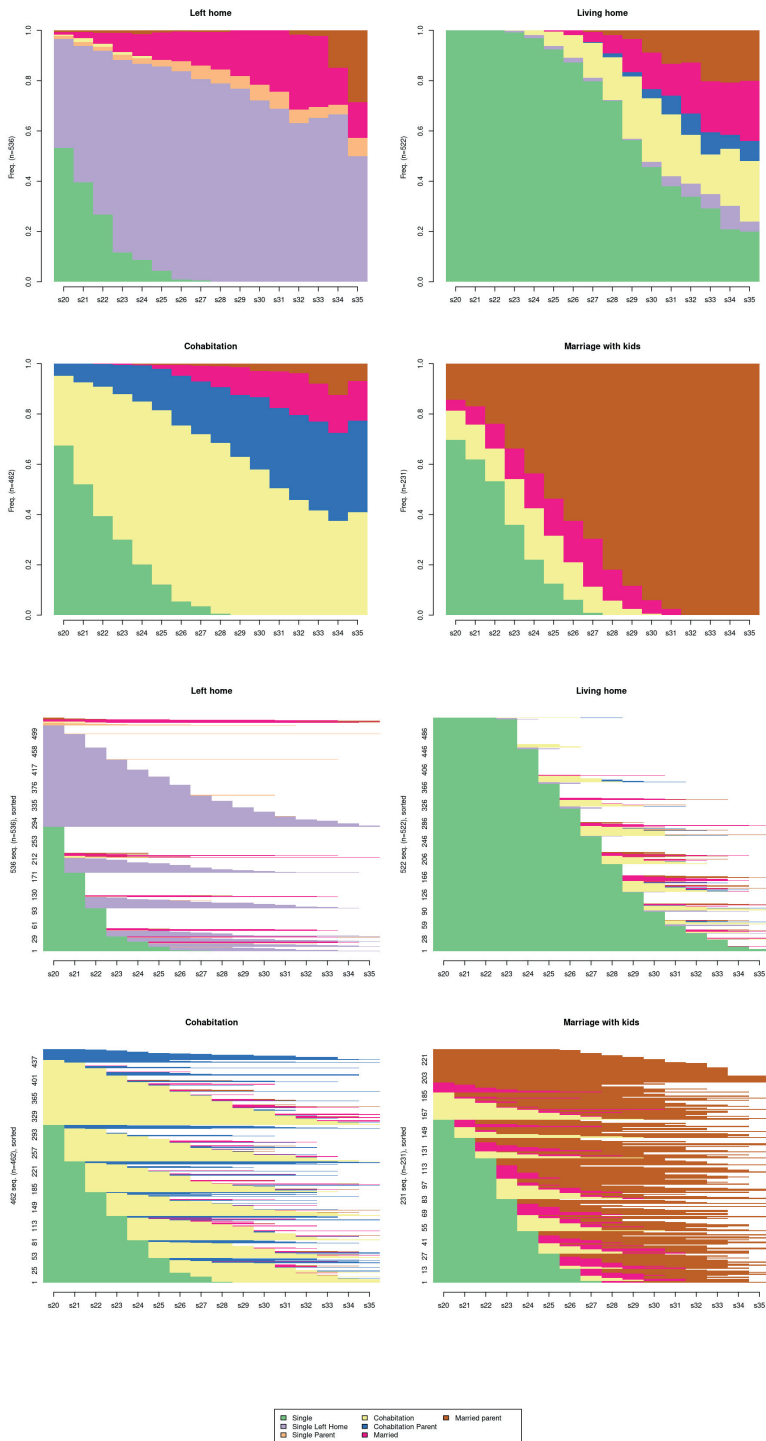 Left home
Living home
Freq. (n=536)
0.0 0.2 0.4 0.6 0.8 1.0
s20 s21 s22 s23 s24 s25 s26 s27 s28 s29 s30 s31 s32 s33 s34 s35
Freq. (n=522)
0.0 0.2 0.4 0.6 0.8 1.0
s20 s21 s22 s23 s24 s25 s26 s27 s28 s29 s30 s31 s32 s33 s34 s35
Cohabitation
Marriage with kids
Freq. (n=462)
0.0 0.2 0.4 0.6 0.8 1.0
s20 s21 s22 s23 s24 s25 s26 s27 s28 s29 s30 s31 s32 s33 s34 s35
Freq. (n=231)
0.0 0.2 0.4 0.6 0.8 1.0
s20 s21 s22 s23 s24 s25 s26 s27 s28 s29 s30 s31 s32 s33 s34 s35
Left home
Living home
536 seq. (n=536), sorted
1 29 61 93 130 171 212 253 294 335 376 417 458 499
s20 s21 s22 s23 s24 s25 s26 s27 s28 s29 s30 s31 s32 s33 s34 s35
522 seq. (n=522), sorted
1 28 59 90 126 166 206 246 286 326 366 406 446 486
s20 s21 s22 s23 s24 s25 s26 s27 s28 s29 s30 s31 s32 s33 s34 s35
Cohabitation
Marriage with kids
462 seq. (n=462), sorted
1 25 53 81 113 149 185 221 257 293 329 365 401 437
s20 s21 s22 s23 s24 s25 s26 s27 s28 s29 s30 s31 s32 s33 s34 s35
231 seq. (n=231), sorted
1 13 27 41 55 69 83 97 113 131 149 167 185 203 221
s20 s21 s22 s23 s24 s25 s26 s27 s28 s29 s30 s31 s32 s33 s34 s35
Single Cohabitation Married parent
Single Left Home Cohabitation Parent
Single Parent Married